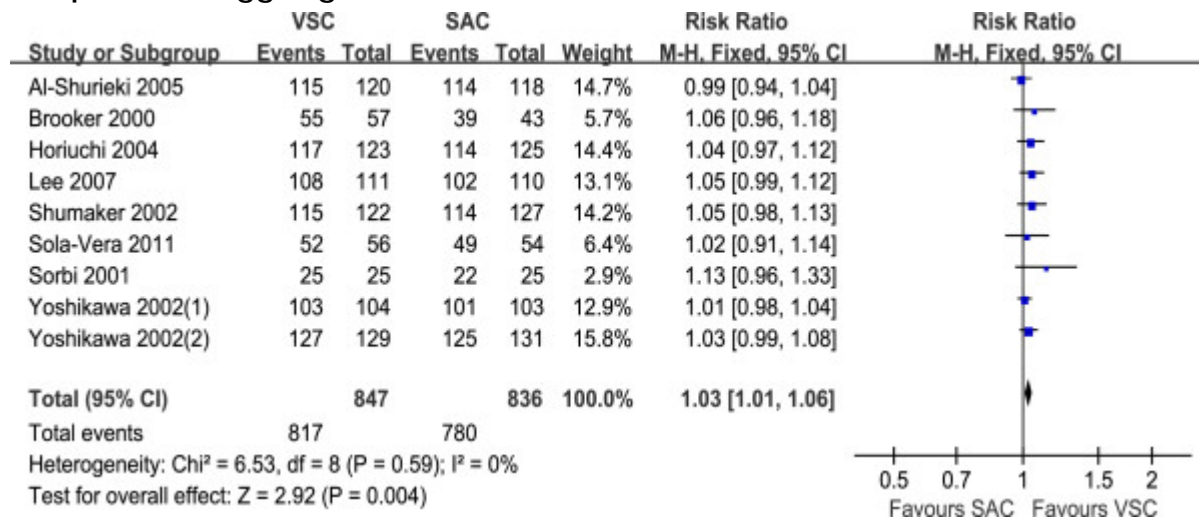 VSC SAC Risk Ratio Risk Ratio
Study or Subgroup Events Total Events Total Weight M-H, Fixed, 95% CI M-H, Fixed, 95% CI
Al-Shurieki 2005 115 120 114 118 14.7% 0.99 [0.94, 1.04]
Brooker 2000 55 57 39 43 5.7% 1.06 [0.96, 1.18]
Horiuchi 2004 117 123 114 125 14.4% 1.04 [0.97, 1.12]
Lee 2007 108 111 102 110 13.1% 1.05 [0.99, 1.12]
Shumaker 2002 115 122 114 127 14.2% 1.05 [0.98, 1.13]
Sola-Vera 2011 52 56 49 54 6.4% 1.02 [0.91, 1.14]
Sorbi 2001 25 25 22 25 2.9% 1.13 [0.96, 1.33]
Yoshikawa 2002(1) 103 104 101 103 12.9% 1.01 [0.98, 1.04]
Yoshikawa 2002(2) 127 129 125 131 15.8% 1.03 [0.99, 1.08]
Total (95% CI) 847 836 100.0% 1.03 [1.01, 1.06]
Total events 817 780
Heterogeneity: Chi² = 6.53, df = 8 (P = 0.59); I² = 0%
Test for overall effect: Z = 2.92 (P = 0.004)
0.5 0.7 1 1.5 2
Favours SAC Favours VSC